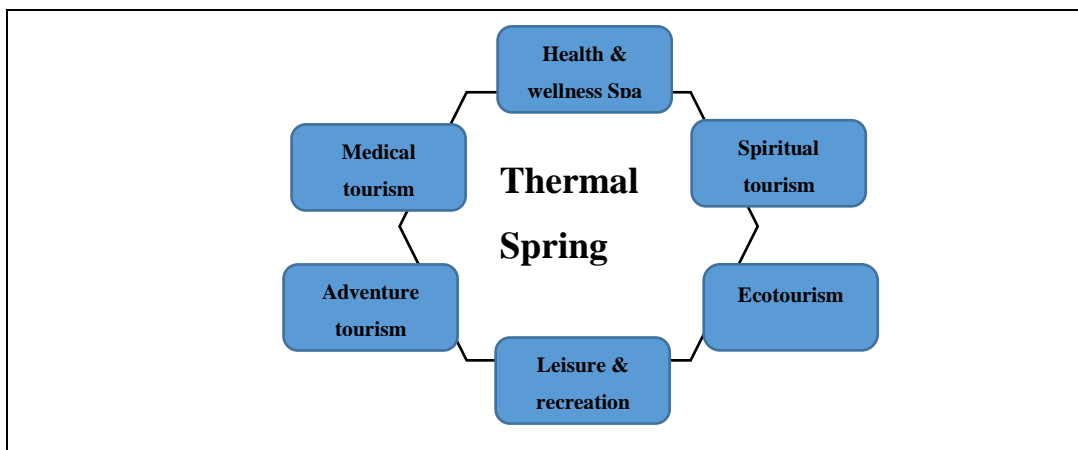 Health &
wellness Spa
Medical
tourism
Spiritual
tourism
Thermal
Spring
Adventure
tourism
Ecotourism
Leisure &
recreation